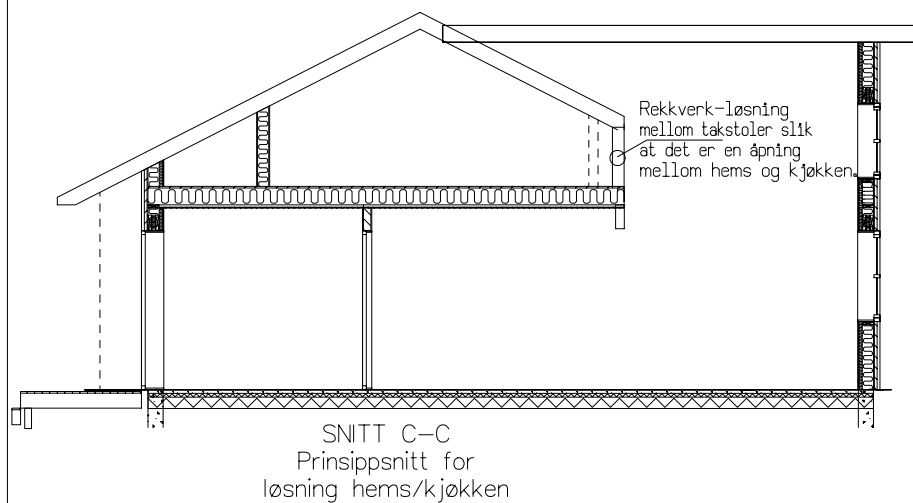 Rekkverk-løsning
mellom takstoler slik
at det er en åpning
mellom hems og kjøkken.
SNITT C-C
Prinsippsnitt for
løsning hems/kjøkken